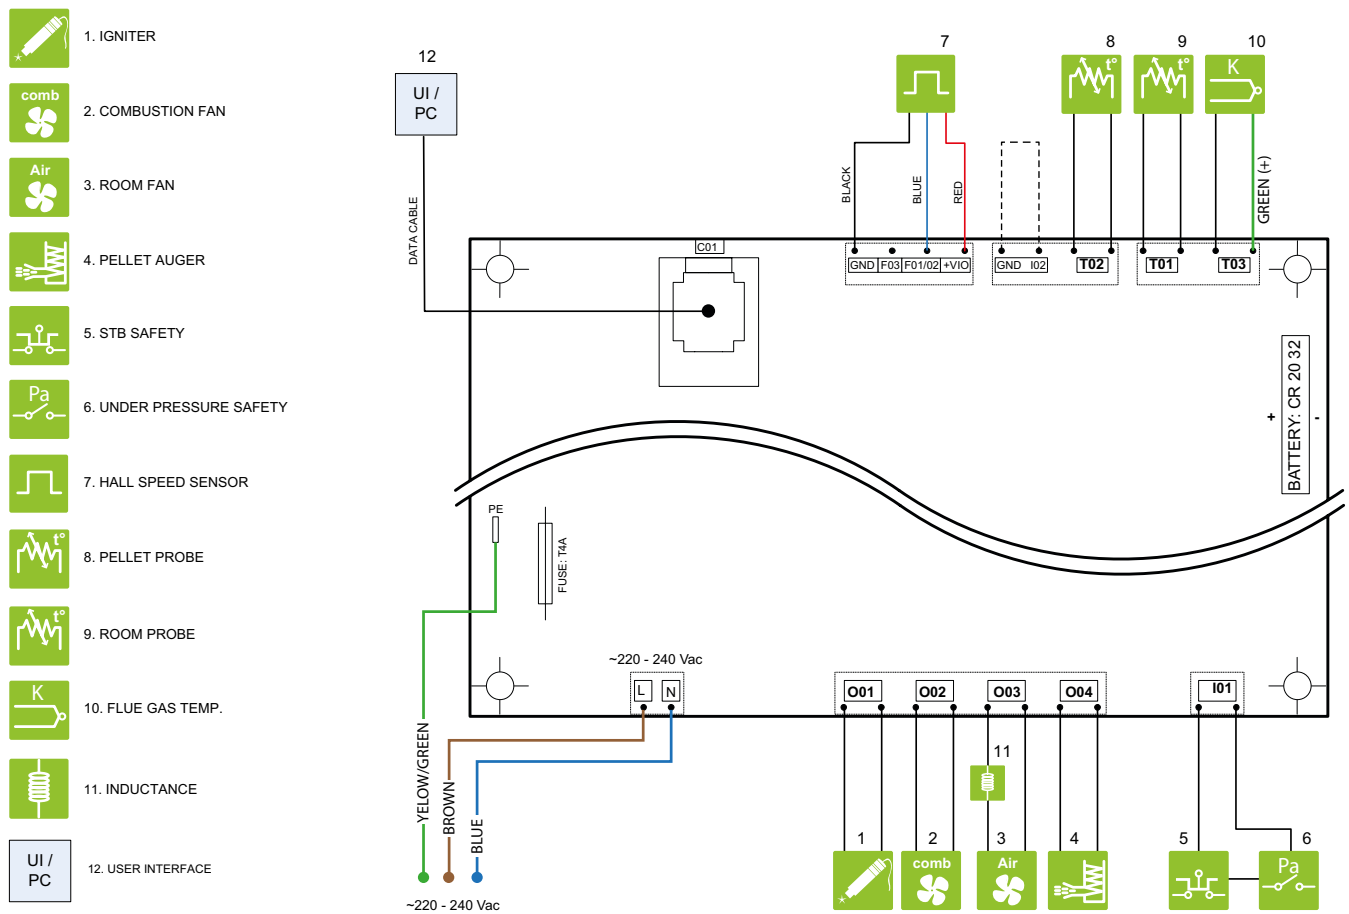 1. IGNITER
comb
2. COMBUSTION FAN
Air
3. ROOM FAN
4. PELLET AUGER
5. STB SAFETY
Pa
6. UNDER PRESSURE SAFETY
7. HALL SPEED SENSOR
t°
8. PELLET PROBE
t°
9. ROOM PROBE
K
10. FLUE GAS TEMP.
11. INDUCTANCE
UI /
PC
12. USER INTERFACE
12
UI /
PC
DATA CABLE
7
8
t°
9
t°
10
K
BLACK
BLUE
RED
GREEN (+)
C01
GND
F03
F01/02
+VIO
GND
I02
T02
T01
T03
BATTERY: CR 20 32
+
-
PE
FUSE: T4A
~220 - 240 Vac
L
N
O01
O02
O03
O04
I01
YELOW/GREEN
BROWN
BLUE
~220 - 240 Vac
11
1
2
comb
3
Air
4
5
6
Pa